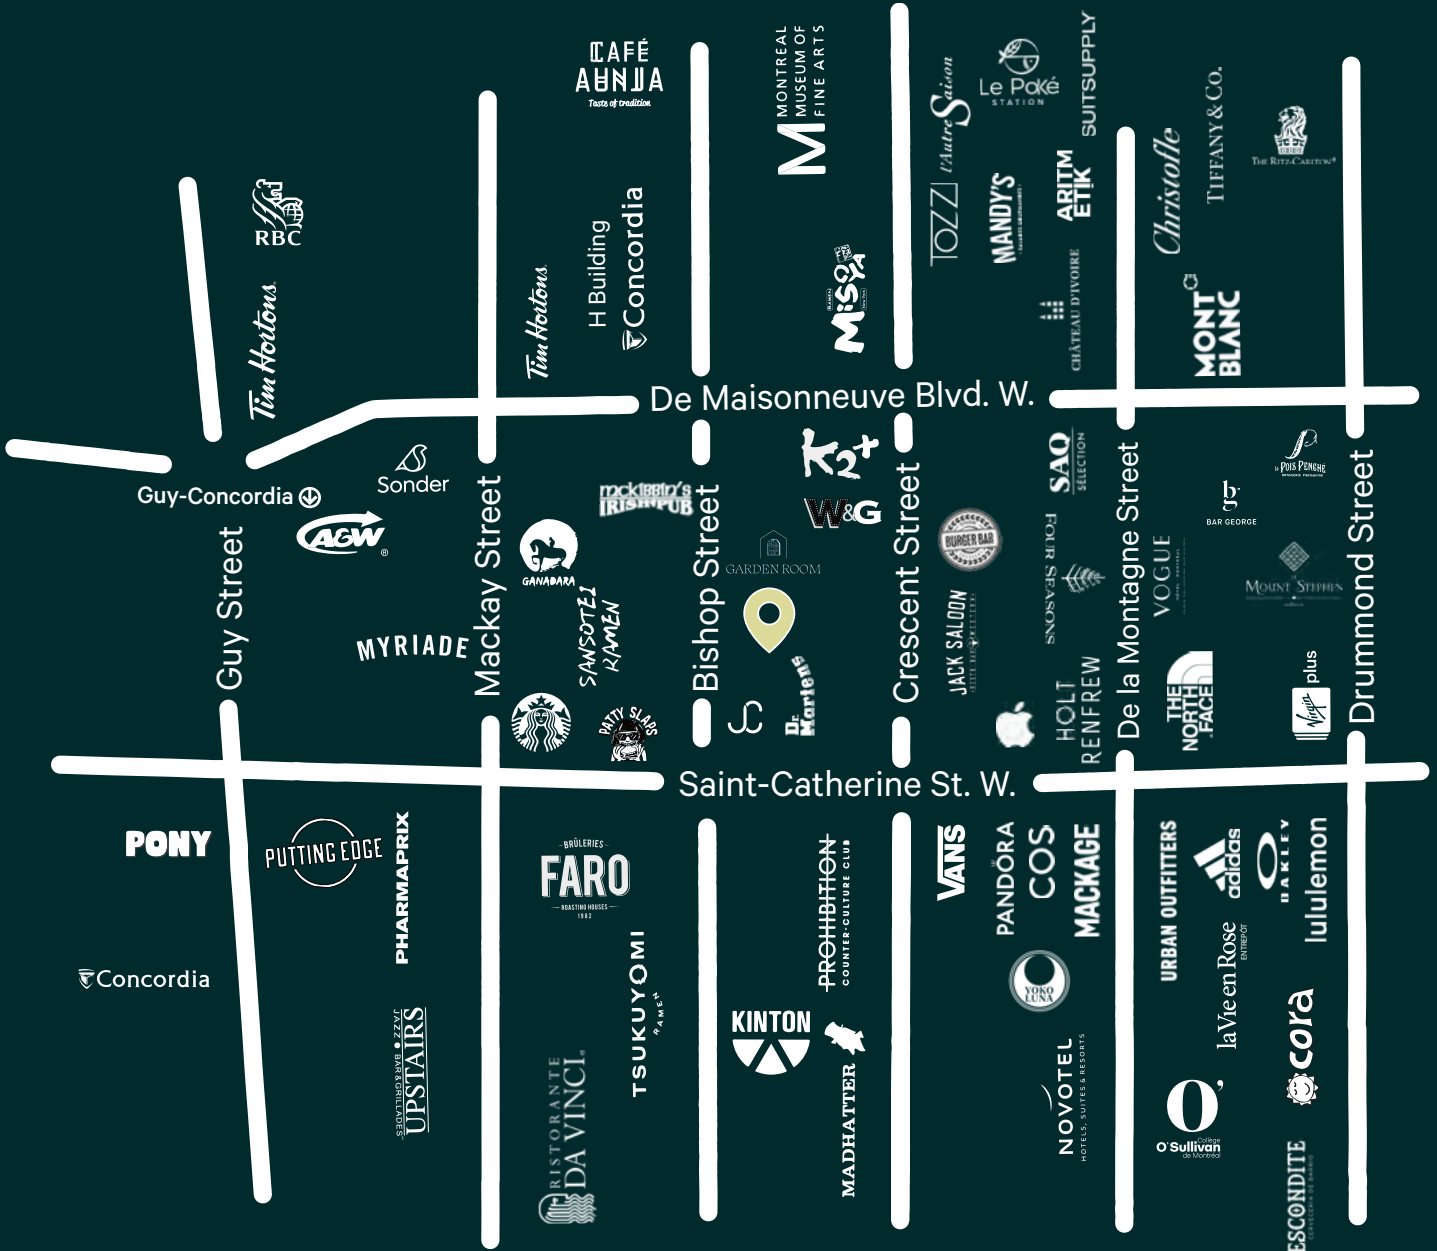 CAFÉ
AUNJA
Taste of tradition
MONTREAL
MUSEUM OF
FINE ARTS
M
l'Autre Saison
Le Poké
STATION
SUITSUPPLY
TIFFANY & CO.
THE RITZ-CARLTON
RBC
Tim Hortons
Tim Hortons
H Building
Concordia
MiSOYA
RAMEN
TOZZI
MANDY'S
ARITM
ETIK
Christofle
CHÂTEAU D'IVOIRE
MONT
BLANC
De Maisonneuve Blvd. W.
Guy-Concordia
Sonder
A&W
Mackay Street
GANADARA
mckibbin's
IRISH PUB
Bishop Street
K2+
W&G
GARDEN ROOM
Crescent Street
BURGER BAR
SAQ
SÉLECTION
FOUR SEASONS
De la Montagne Street
VOGUE
b g
BAR GEORGE
le POIS PENCHÉ
LE
MOUNT STEPHEN
Drummond Street
Guy Street
MYRIADE
SANSOTEI
RAMEN
PATTY SLAPS
JC
Dr.
Martens
JACK SALOON
HOLT
RENFREW
THE
NORTH
FACE
Virgin
plus
Saint-Catherine St. W.
PONY
PUTTING EDGE
PHARMAPRIX
Concordia
JAZZ BAR & GRILLADES
UPSTAIRS
BRÛLERIES
FARO
ROASTING HOUSES
1982
TSUKUYOMI
RAMEN
RISTORANTE
DA VINCI
PROHIBITION
COUNTER-CULTURE CLUB
KINTON
MADHATTER
VANS
PANDÖRA
COS
MACKAGE
YOKO
LUNA
NOVOTEL
HOTELS, SUITES & RESORTS
URBAN OUTFITTERS
adidas
OAKLEY
lululemon
la Vie en Rose
ENTREPÔT
cora
O'
Collège
O'Sullivan
de Montréal
ESCONDITE